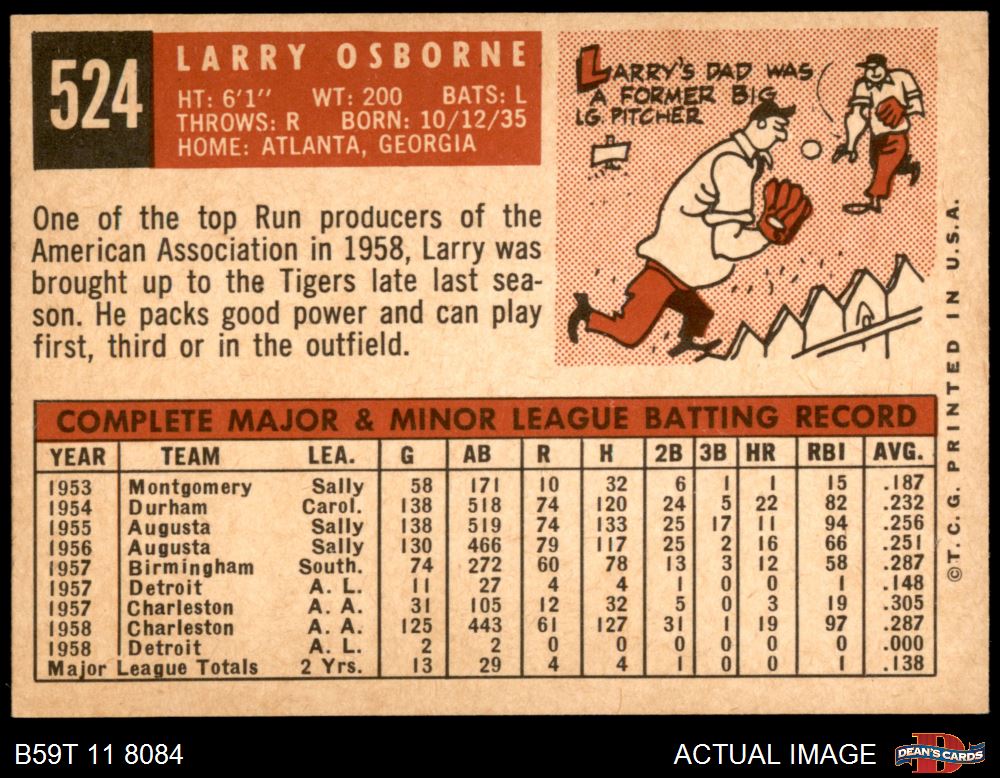 524
LARRY OSBORNE
HT: 6'1" WT: 200 BATS: L
THROWS: R BORN: 10/12/35
HOME: ATLANTA, GEORGIA
LARRY'S DAD WAS
A FORMER BIG
LG. PITCHER
One of the top Run producers of the
American Association in 1958, Larry was
brought up to the Tigers late last sea-
son. He packs good power and can play
first, third or in the outfield.
COMPLETE MAJOR & MINOR LEAGUE BATTING RECORD
YEAR TEAM LEA. G AB R H 2B 3B HR RBI AVG.
1953 Montgomery Sally 58 171 10 32 6 1 1 15 .187
1954 Durham Carol. 138 518 74 120 24 5 22 82 .232
1955 Augusta Sally 138 519 74 133 25 17 11 94 .256
1956 Augusta Sally 130 466 79 117 25 2 16 66 .251
1957 Birmingham South. 74 272 60 78 13 3 12 58 .287
1957 Detroit A. L. 11 27 4 4 1 0 0 1 .148
1957 Charleston A. A. 31 105 12 32 5 0 3 19 .305
1958 Charleston A. A. 125 443 61 127 31 1 19 97 .287
1958 Detroit A. L. 2 2 0 0 0 0 0 0 .000
Major League Totals 2 Yrs. 13 29 4 4 1 0 0 1 .138
©T. C. G. PRINTED IN U.S.A.
B59T 11 8084
ACTUAL IMAGE
DEAN'S CARDS